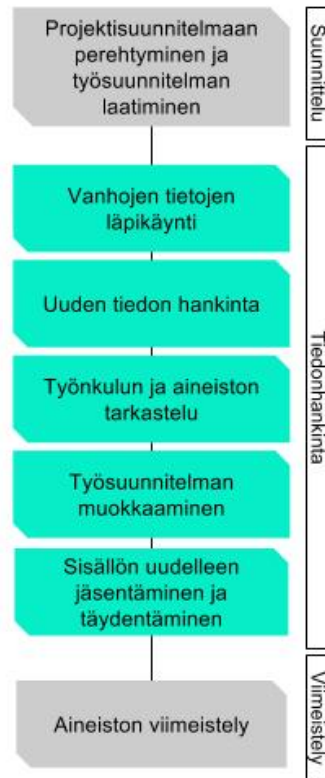 Projektisuunnitelmaan
perehtyminen ja
työsuunnitelman
laatiminen
Suunnittelu
Vanhojen tietojen
läpikäynti
Uuden tiedon hankinta
Työnkulun ja aineiston
tarkastelu
Työsuunnitelman
muokkaaminen
Sisällön uudelleen
jäsentäminen ja
täydentäminen
Tiedonhankinta
Aineiston viimeistely
Viimeistely